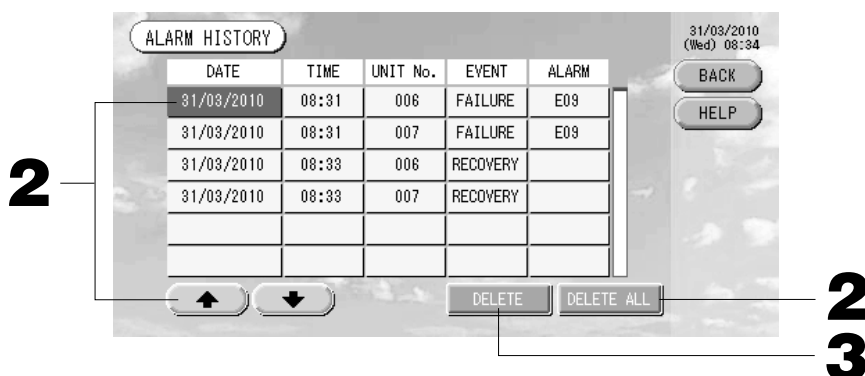 ALARM HISTORY
31/03/2010
(Wed) 08:34
DATE TIME UNIT No. EVENT ALARM
BACK
31/03/2010 08:31 006 FAILURE E09
HELP
31/03/2010 08:31 007 FAILURE E09
2
31/03/2010 08:33 006 RECOVERY
31/03/2010 08:33 007 RECOVERY
DELETE DELETE ALL
2
3